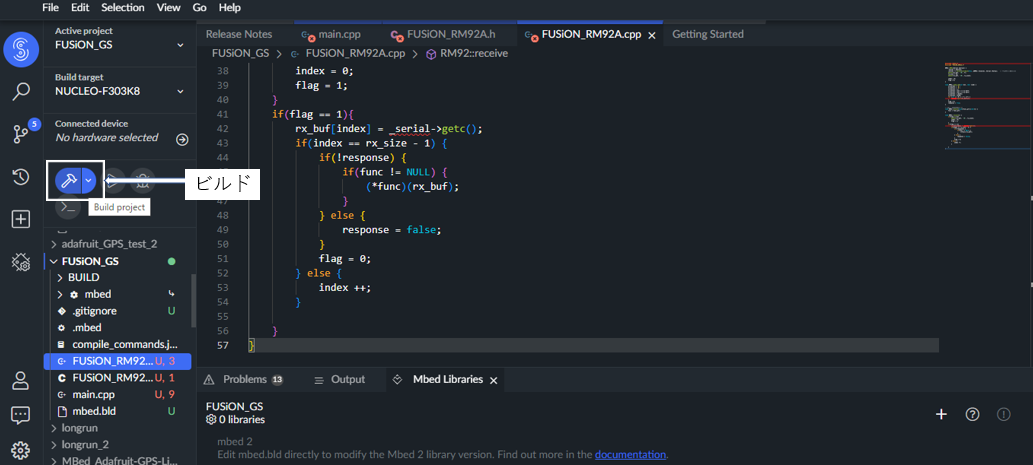 File Edit Selection View Go Help
Active project
FUSiON_GS
Build target
NUCLEO-F303K8
Connected device
No hardware selected
5
ビルド
Build project
adafruit_GPS_test_2
FUSiON_GS
BUILD
mbed
.gitignore U
.mbed
compile_commands.j...
FUSiON_RM92... U, 3
FUSiON_RM92... U, 1
main.cpp U, 9
mbed.bld U
longrun
longrun_2
MBed_Adafruit-GPS-Li...
Release Notes main.cpp FUSiON_RM92A.h FUSiON_RM92A.cpp Getting Started
FUSiON_GS > FUSiON_RM92A.cpp > RM92::receive
38 index = 0;
39 flag = 1;
40 }
41 if(flag == 1){
42 rx_buf[index] = _serial->getc();
43 if(index == rx_size - 1) {
44 if(!response) {
45 if(func != NULL) {
46 (*func)(rx_buf);
47 }
48 } else {
49 response = false;
50 }
51 flag = 0;
52 } else {
53 index ++;
54 }
55
56 }
57 }
Problems 13 Output Mbed Libraries
FUSiON_GS
0 libraries
mbed 2
Edit mbed.bld directly to modify the Mbed 2 library version. Find out more in the documentation.